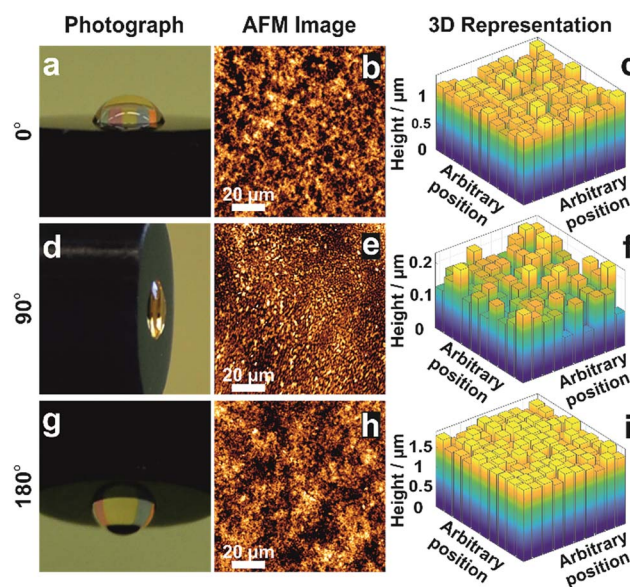 Photograph AFM Image 3D Representation
0°
a
b
20 µm
Height / µm
1
0.5
0
Arbitrary position
Arbitrary position
90°
d
e
20 µm
f
Height / µm
0.2
0.1
0
Arbitrary position
Arbitrary position
180°
g
h
20 µm
i
Height / µm
1.5
1
0.5
0
Arbitrary position
Arbitrary position